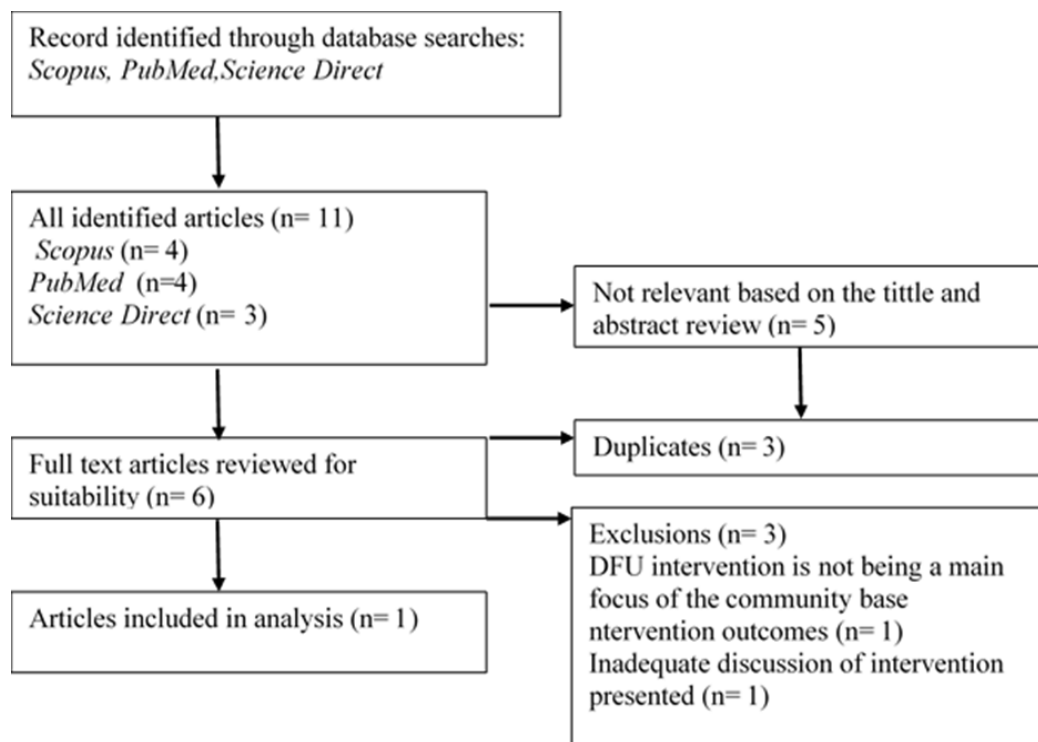 Record identified through database searches:
Scopus, PubMed,Science Direct
All identified articles (n= 11)
Scopus (n= 4)
PubMed (n=4)
Science Direct (n= 3)
Not relevant based on the tittle and
abstract review (n= 5)
Duplicates (n= 3)
Full text articles reviewed for
suitability (n= 6)
Exclusions (n= 3)
DFU intervention is not being a main
focus of the community base
ntervention outcomes (n= 1)
Inadequate discussion of intervention
presented (n= 1)
Articles included in analysis (n= 1)